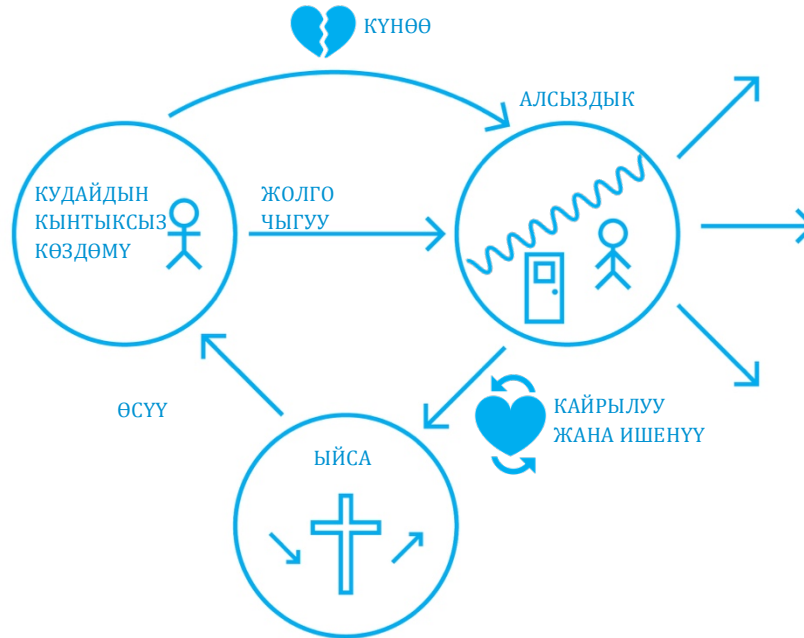 КҮНӨӨ
АЛСЫЗДЫК
КУДАЙДЫН
КЫНТЫКСЫЗ
КӨЗДӨМҮ
ЖОЛГО
ЧЫГУУ
ӨСҮҮ
КАЙРЫЛУУ
ЖАНА ИШЕНҮҮ
ЫЙСА